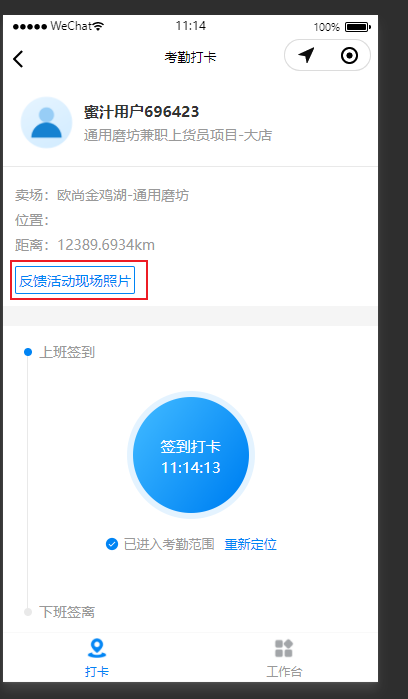 ●●●●● WeChat 11:14 100%
考勤打卡
蜜汁用户696423
通用磨坊兼职上货员项目-大店
卖场：欧尚金鸡湖-通用磨坊
位置：
距离：12389.6934km
反馈活动现场照片
上班签到
签到打卡
11:14:13
已进入考勤范围 重新定位
下班签离
打卡 工作台